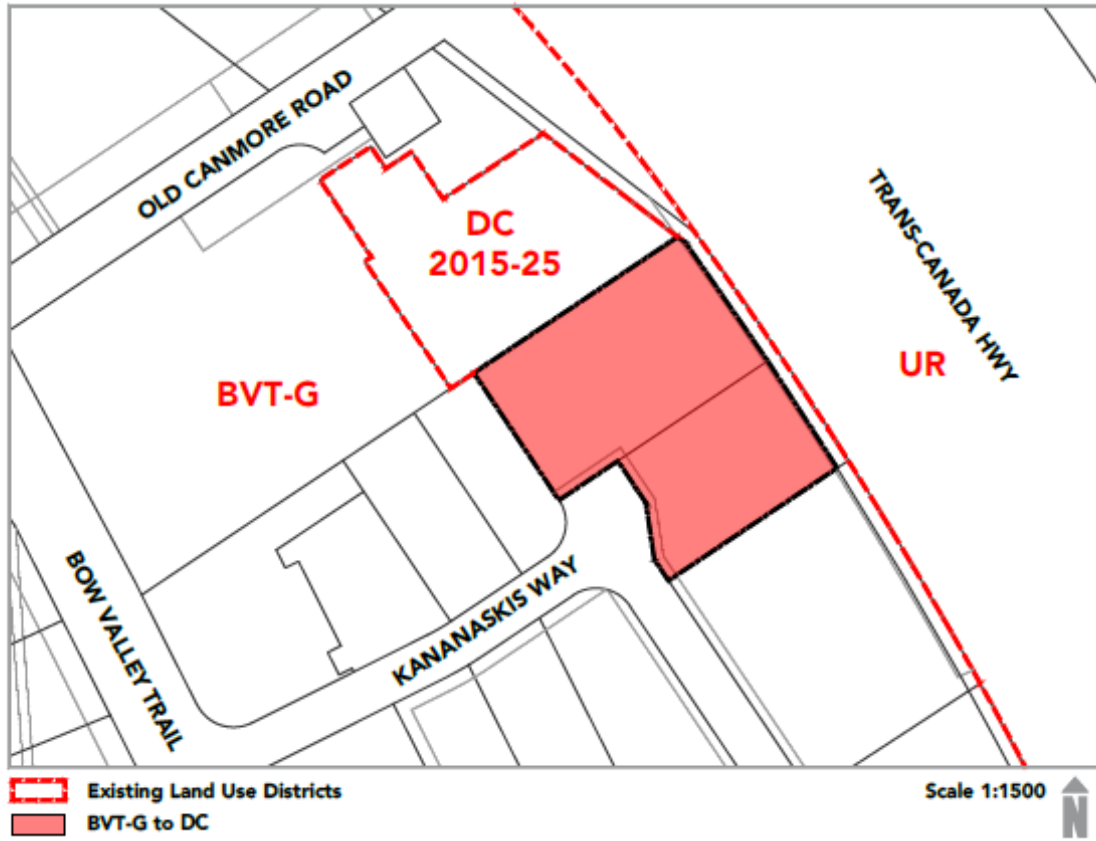 OLD CANMORE ROAD
TRANS-CANADA HWY
DC
2015-25
UR
BVT-G
BOW VALLEY TRAIL
KANANASKIS WAY
Existing Land Use Districts
BVT-G to DC
Scale 1:1500
N